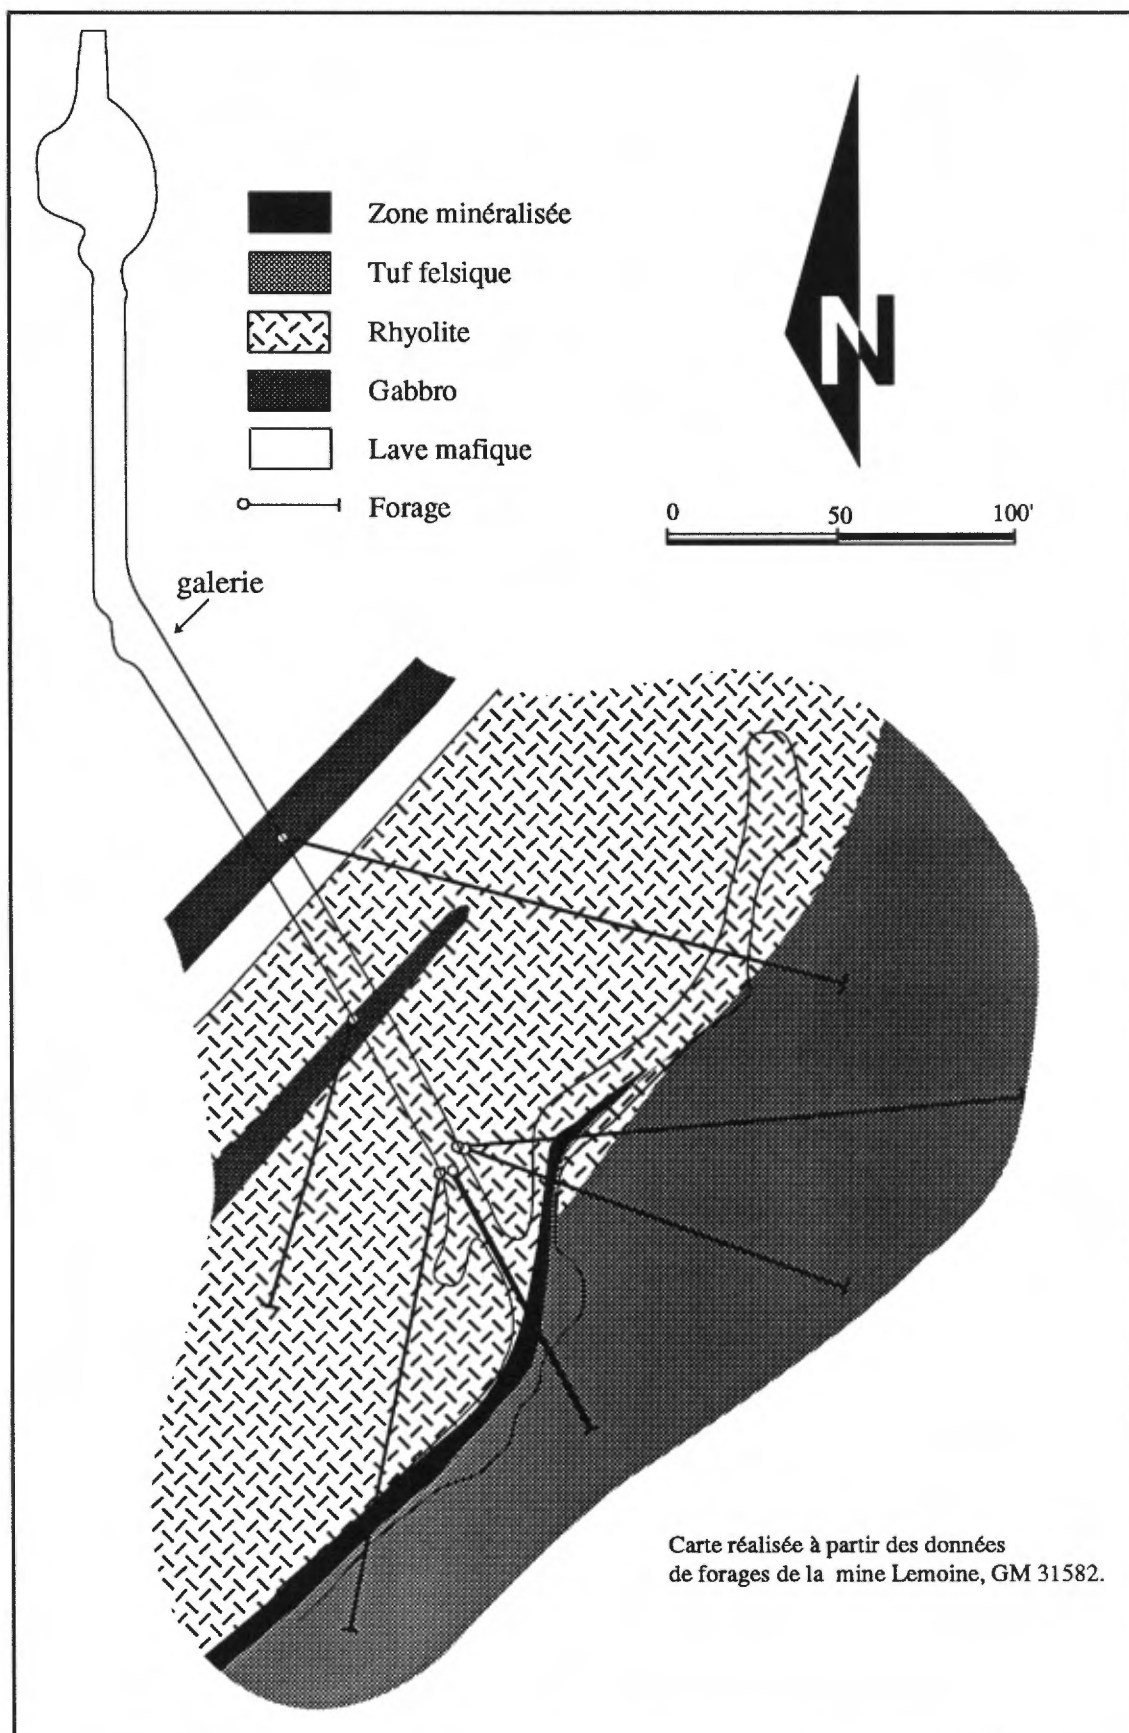 Zone minéralisée
Tuf felsique
Rhyolite
Gabbro
Lave mafique
Forage
N
0 50 100'
galerie
Carte réalisée à partir des données
de forages de la mine Lemoine, GM 31582.